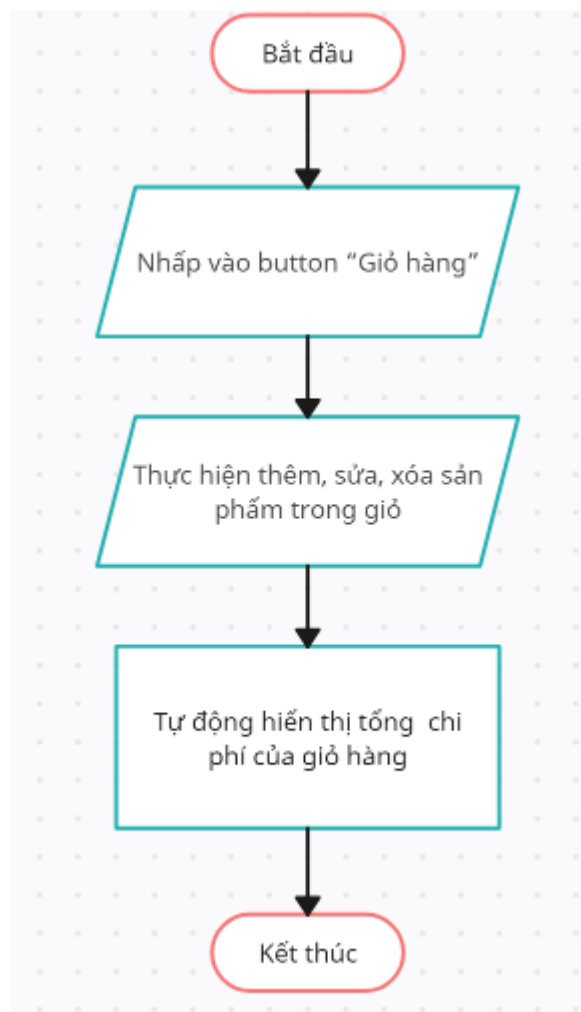 Bắt đầu
Nhấp vào button “Giỏ hàng”
Thực hiện thêm, sửa, xóa sản
phẩm trong giỏ
Tự động hiển thị tổng  chi
phí của giỏ hàng
Kết thúc